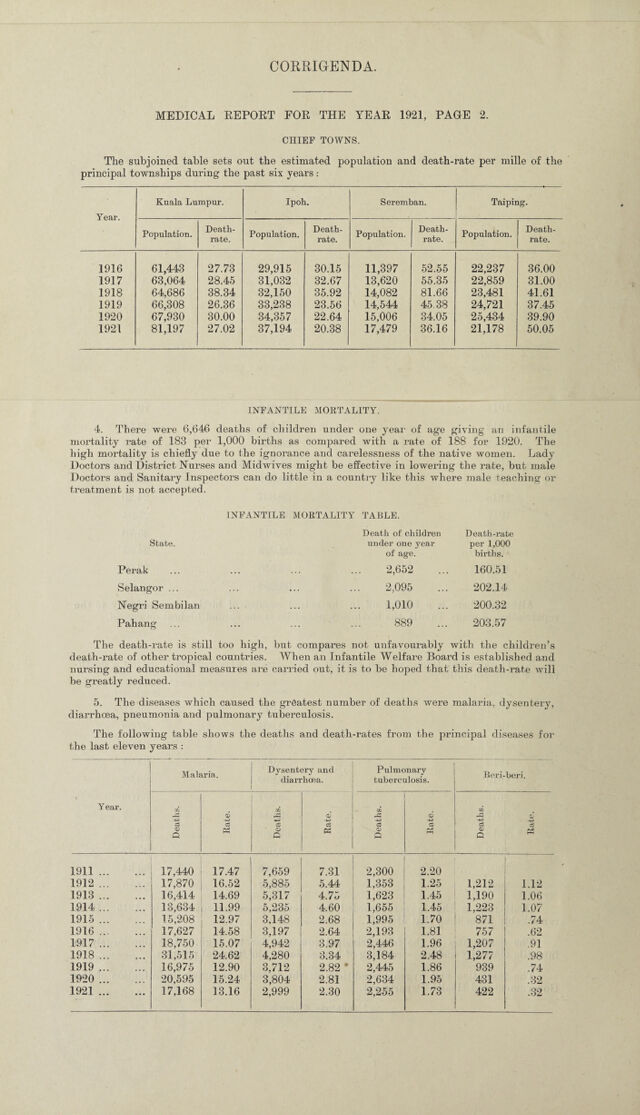 CORRIGENDA.
MEDICAL REPORT FOR THE YEAR 1921, PAGE 2.
CHIEF TOWNS.
The subjoined table sets out the estimated population and death-rate per mille of the
principal townships during the past six years :
Year. Kuala Lumpur. Ipoh. Seremban. Taiping.
Population. Death-rate. Population. Death-rate. Population. Death-rate. Population. Death-rate.
1916 61,443 27.73 29,915 30.15 11,397 52.55 22,237 36.00
1917 63,064 28.45 31,032 32.67 13,620 55.35 22,859 31.00
1918 64,686 38.34 32,150 35.92 14,082 81.66 23,481 41.61
1919 66,308 26.36 33,238 23.56 14,544 45.38 24,721 37.45
1920 67,930 30.00 34,357 22.64 15,006 34.05 25,434 39.90
1921 81,197 27.02 37,194 20.38 17,479 36.16 21,178 50.05
INFANTILE MORTALITY.
4. There were 6,646 deaths of children under one year of age giving an infantile
mortality rate of 183 per 1,000 births as compared with a rate of 188 for 1920. The
high mortality is chiefly due to the ignorance and carelessness of the native women. Lady
Doctors and District Nurses and Midwives might be effective in lowering the rate, but male
Doctors and Sanitary Inspectors can do little in a country like this where male teaching or
treatment is not accepted.
INFANTILE MORTALITY TABLE.
State. Death of children under one year of age. Death-rate per 1,000 births.
Perak ... ... ... ... 2,652 ... 160.51
Selangor ... ... ... ... 2,095 ... 202.14
Negri Sembilan ... ... ... 1,010 ... 200.32
Pahang ... ... ... ... 889 ... 203.57
The death-rate is still too high, but compares not unfavourably with the children's
death-rate of other tropical countries. When an Infantile Welfare Board is established and
nursing and educational measures are carried out, it is to be hoped that this death-rate will
be greatly reduced.
5. The diseases which caused the greatest number of deaths were malaria, dysentery,
diarrhœa, pneumonia and pulmonary tuberculosis.
The following table shows the deaths and death-rates from the principal diseases for
the last eleven years :
Year. Malaria. Dysentery and diarrhœa. Pulmonary tuberculosis. Beri-beri.
Deaths. Rate. Deaths. Rate. Deaths. Rate. Deaths. Rate.
1911 ... ... 17,440 17.47 7,659 7.31 2,300 2.20
1912 ... ... 17,870 16.52 5,885 5.44 1,353 1.25 1,212 1.12
1913 ... ... 16,414 14.69 5,317 4.75 1,623 1.45 1,190 1.06
1914 ... ... 13,634 11.99 5,235 4.60 1,655 1.45 1,223 1.07
1915 ... ... 15,208 12.97 3,148 2.68 1,995 1.70 871 .74
1916 ... ... 17,627 14.58 3,197 2.64 2,193 1.81 757 .62
1917 ... ... 18,750 15.07 4,942 3.97 2,446 1.96 1,207 .91
1918 ... ... 31,515 24.62 4,280 3.34 3,184 2.48 1,277 .98
1919 ... ... 16,975 12.90 3,712 2.82 2,445 1.86 939 .74
1920 ... ... 20,595 15.24 3,804 2.81 2,634 1.95 431 .32
1921 ... ... 17,168 13.16 2,999 2.30 2,255 1.73 422 .32